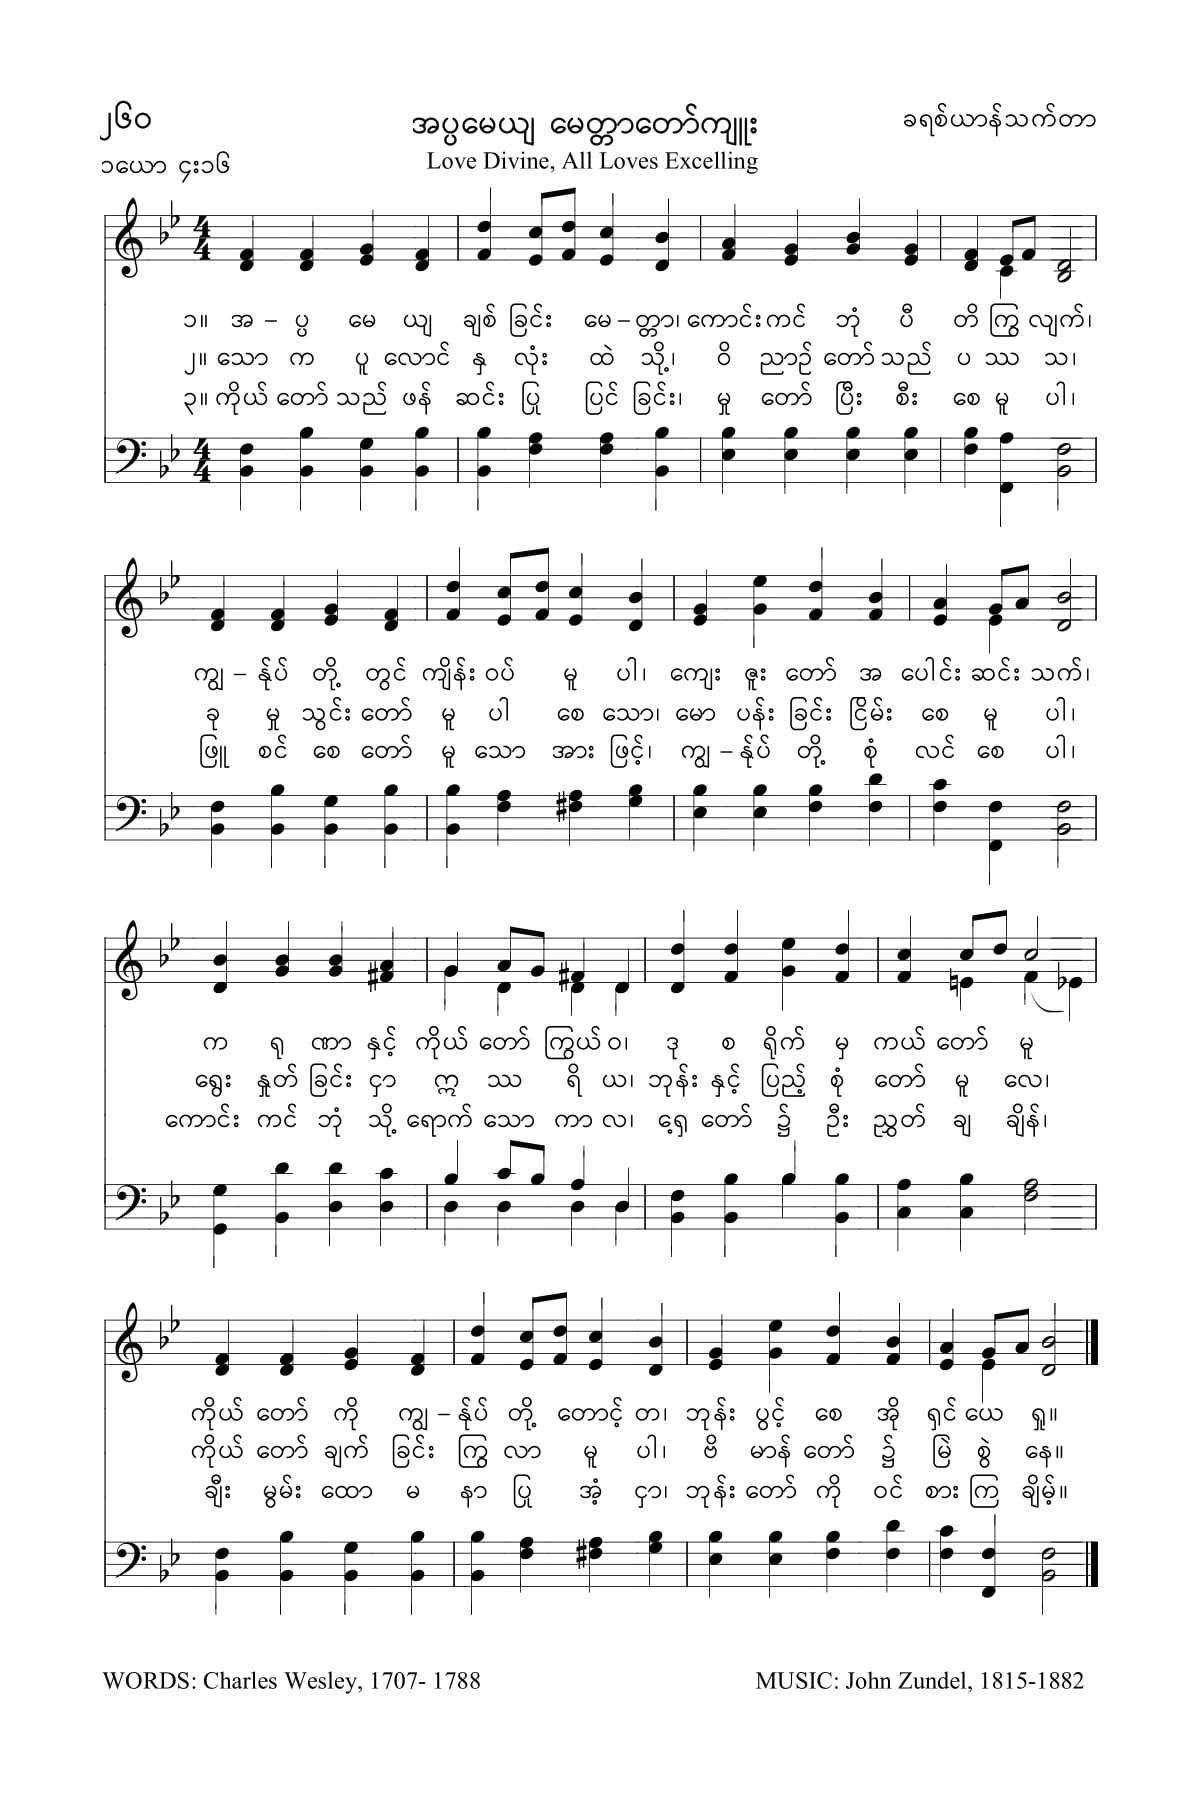 ၂၆၀
အပ္ပမေယျ မေတ္တာတော်ကျူး
ခရစ်ယာန်သက်တာ
၁ယော ၄း၁၆
Love Divine, All Loves Excelling
4 4
၁။ အ – ပ္ပ မေ ယျ ချစ် ခြင်း မေ – တ္တာ၊ ကောင်း ကင် ဘုံ ပီ တိ ကြွ လျက်၊
၂။ သော က ပူ လောင် နှ လုံး ထဲ သို့၊ ဝိ ညာဉ် တော် သည် ပ ဿ သ၊
၃။ ကိုယ် တော် သည် ဖန် ဆင်း ပြု ပြင် ခြင်း၊ မှု တော် ပြီး စီး စေ မူ ပါ၊
4 4
ကျွ – န်ုပ် တို့ တွင် ကျိန်း ဝပ် မူ ပါ၊ ကျေး ဇူး တော် အ ပေါင်း ဆင်း သက်၊
ခု မှု သွင်း တော် မူ ပါ စေ သော၊ မော ပန်း ခြင်း ငြိမ်း စေ မူ ပါ၊
ဖြူ စင် စေ တော် မူ သော အား ဖြင့်၊ ကျွ – န်ုပ် တို့ စုံ လင် စေ ပါ၊
က ရု ဏာ နှင့် ကိုယ် တော် ကြွယ် ဝ၊ ဒု စ ရိုက် မှ ကယ် တော် မူ
ရွေး နှုတ် ခြင်း ငှာ ဣ ဿ ရိ ယ၊ ဘုန်း နှင့် ပြည့် စုံ တော် မူ လေ၊
ကောင်း ကင် ဘုံ သို့ ရောက် သော ကာ လ၊ ရှေ့ တော် ၌ ဦး ညွှတ် ချ ချိန်၊
ကိုယ် တော် ကို ကျွ – န်ုပ် တို့ တောင့် တ၊ ဘုန်း ပွင့် စေ အို ရှင် ယေ ရှု။
ကိုယ် တော် ချက် ခြင်း ကြွ လာ မူ ပါ၊ ဗိ မာန် တော် ၌ မြဲ စွဲ နေ။
ချီး မွမ်း ထော မ နာ ပြု အံ့ ငှာ၊ ဘုန်း တော် ကို ဝင် စား ကြ ချိမ့်။
WORDS: Charles Wesley, 1707- 1788
MUSIC: John Zundel, 1815-1882